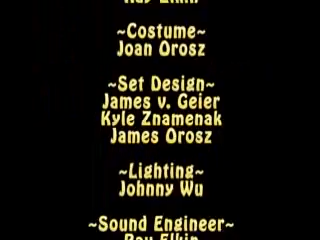 ~Costume~
Joan Orosz
~Set Design~
James v. Geier
Kyle Znamenak
James Orosz
~Lighting~
Johnny Wu
~Sound Engineer~